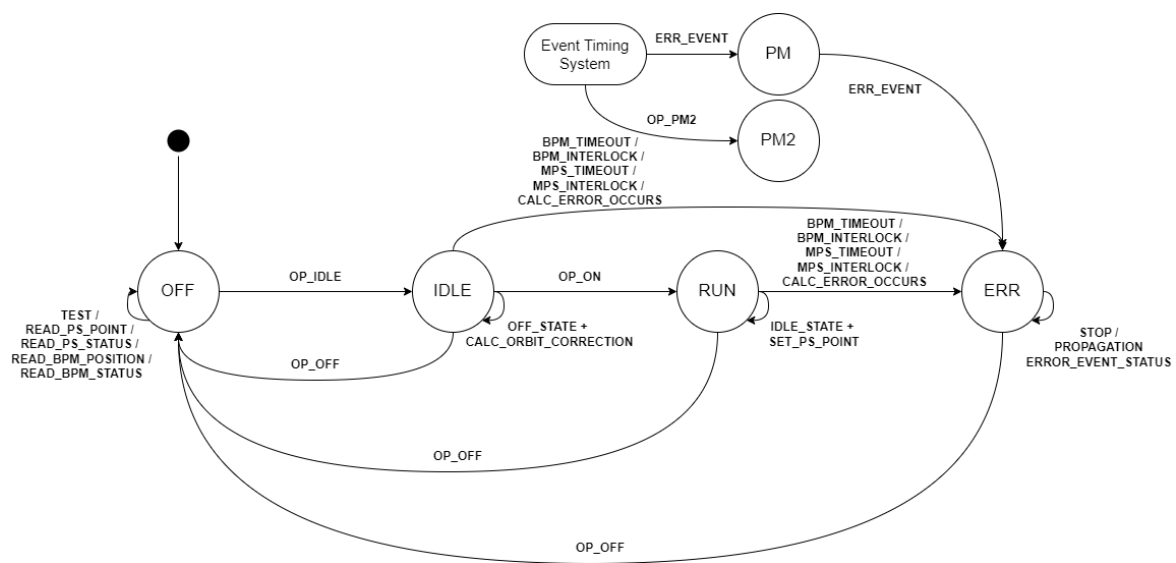 Event Timing
System
ERR_EVENT
PM
ERR_EVENT
OP_PM2
PM2
BPM_TIMEOUT /
BPM_INTERLOCK /
MPS_TIMEOUT /
MPS_INTERLOCK /
CALC_ERROR_OCCURS
BPM_TIMEOUT /
BPM_INTERLOCK /
MPS_TIMEOUT /
MPS_INTERLOCK /
CALC_ERROR_OCCURS
OFF
OP_IDLE
IDLE
OP_ON
RUN
ERR
TEST /
READ_PS_POINT /
READ_PS_STATUS /
READ_BPM_POSITION /
READ_BPM_STATUS
OFF_STATE +
CALC_ORBIT_CORRECTION
IDLE_STATE +
SET_PS_POINT
STOP /
PROPAGATION
ERROR_EVENT_STATUS
OP_OFF
OP_OFF
OP_OFF